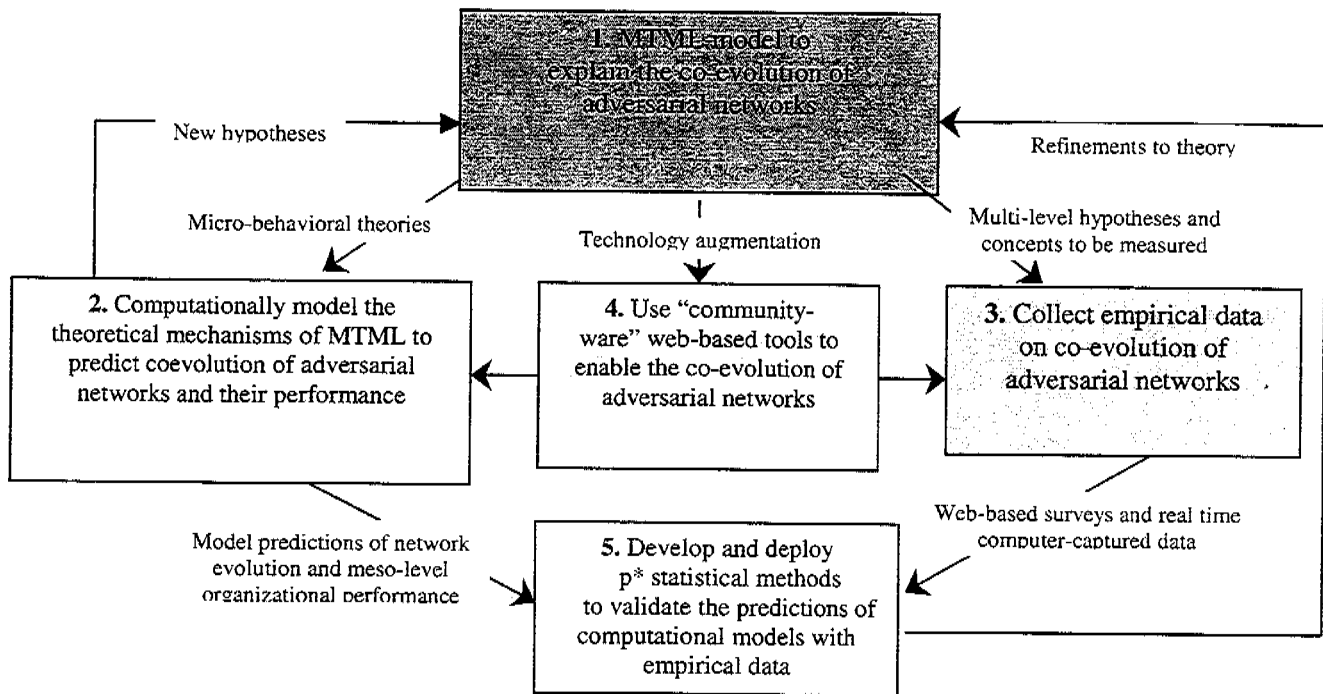 1. MTML model to
explain the co-evolution of
adversarial networks
New hypotheses
Refinements to theory
Micro-behavioral theories
Technology augmentation
Multi-level hypotheses and
concepts to be measured
2. Computationally model the
theoretical mechanisms of MTML to
predict coevolution of adversarial
networks and their performance
4. Use “community-
ware” web-based tools to
enable the co-evolution of
adversarial networks
3. Collect empirical data
on co-evolution of
adversarial networks
Model predictions of network
evolution and meso-level
organizational performance
Web-based surveys and real time
computer-captured data
5. Develop and deploy
p* statistical methods
to validate the predictions of
computational models with
empirical data